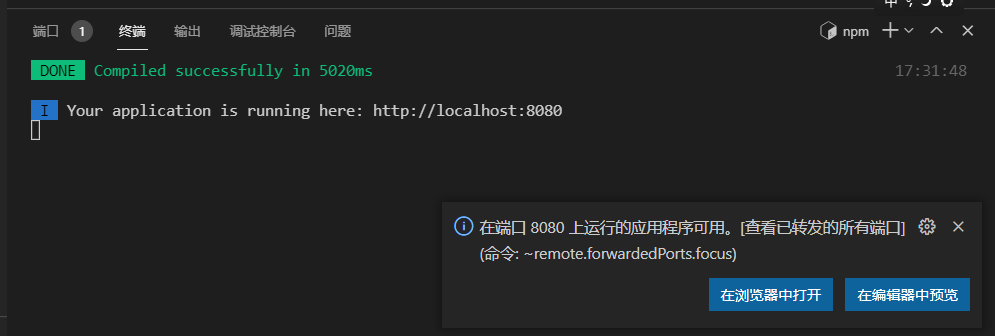 端口 1 终端 输出 调试控制台 问题 npm
DONE Compiled successfully in 5020ms 17:31:48
I Your application is running here: http://localhost:8080
在端口 8080 上运行的应用程序可用。[查看已转发的所有端口]
(命令: ~remote.forwardedPorts.focus)
在浏览器中打开 在编辑器中预览